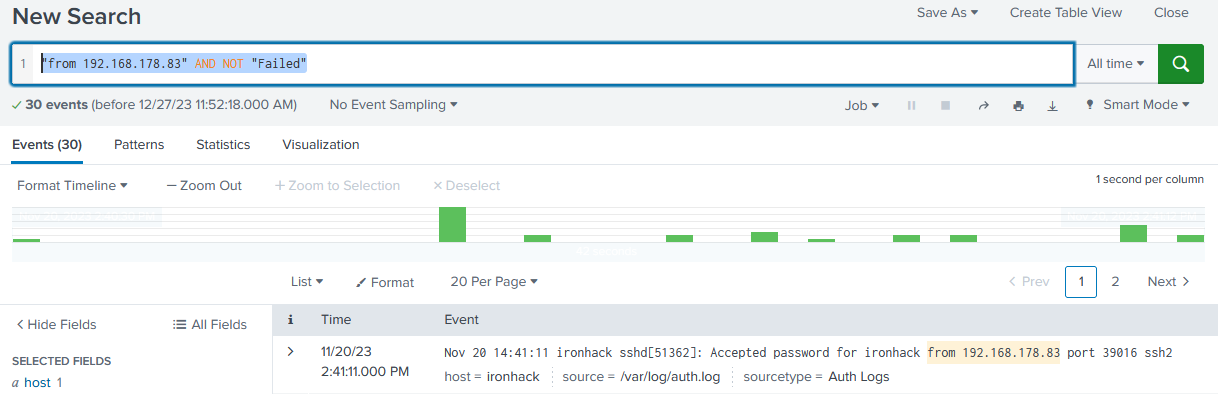 New Search
Save As ▾ Create Table View Close
1 "from 192.168.178.83" AND NOT "Failed"
All time ▾
✓ 30 events (before 12/27/23 11:52:18.000 AM) No Event Sampling ▾
Job ▾ Smart Mode ▾
Events (30) Patterns Statistics Visualization
Format Timeline ▾ — Zoom Out + Zoom to Selection × Deselect
1 second per column
List ▾ Format 20 Per Page ▾
< Prev 1 2 Next >
< Hide Fields All Fields
i Time Event
SELECTED FIELDS
a host 1
> 11/20/23 Nov 20 14:41:11 ironhack sshd[51362]: Accepted password for ironhack from 192.168.178.83 port 39016 ssh2
2:41:11.000 PM host = ironhack source = /var/log/auth.log sourcetype = Auth Logs